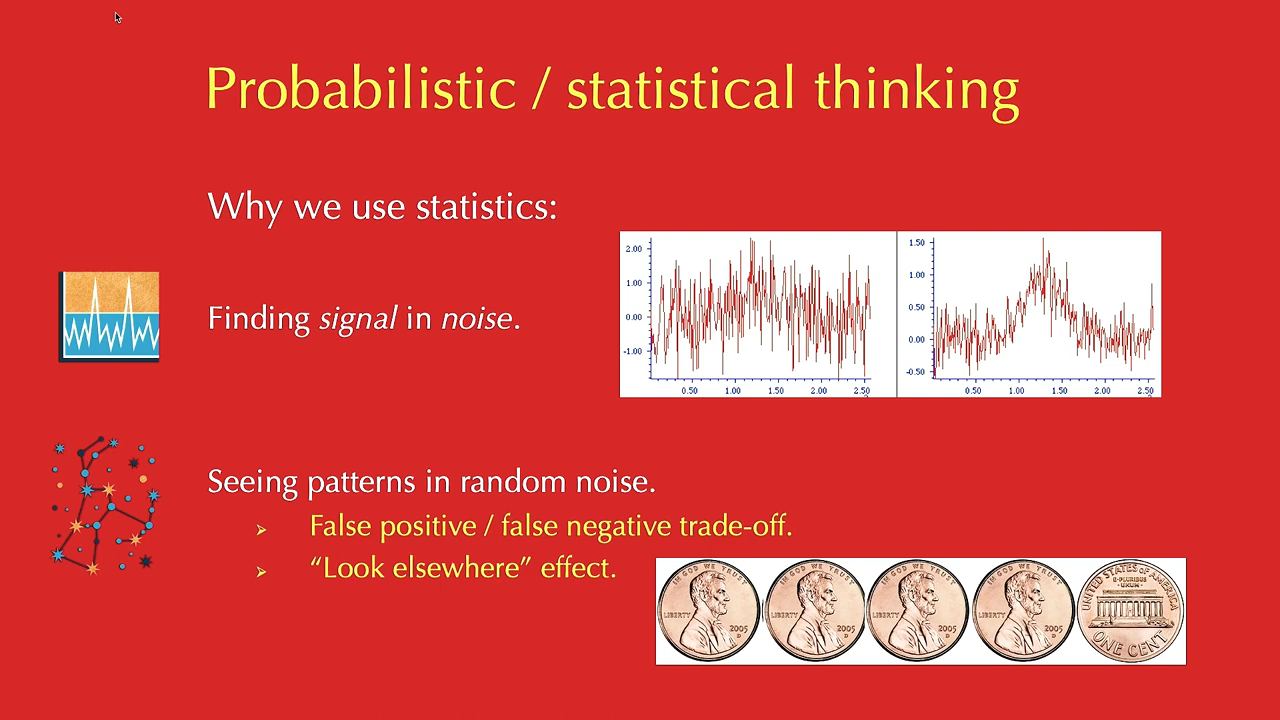 Probabilistic / statistical thinking
Why we use statistics:
2.00
1.00
0.00
-1.00
0.50 1.00 1.50 2.00 2.50
1.50
1.00
0.50
0.00
-0.50
0.50 1.00 1.50 2.00 2.50
Finding signal in noise.
Seeing patterns in random noise.
False positive / false negative trade-off.
“Look elsewhere” effect.
IN GOD WE TRUST
LIBERTY
2005
D
IN GOD WE TRUST
LIBERTY
2005
D
IN GOD WE TRUST
LIBERTY
2005
D
IN GOD WE TRUST
LIBERTY
2005
D
UNITED STATES OF AMERICA
E·PLURIBUS
·UNUM·
ONE CENT